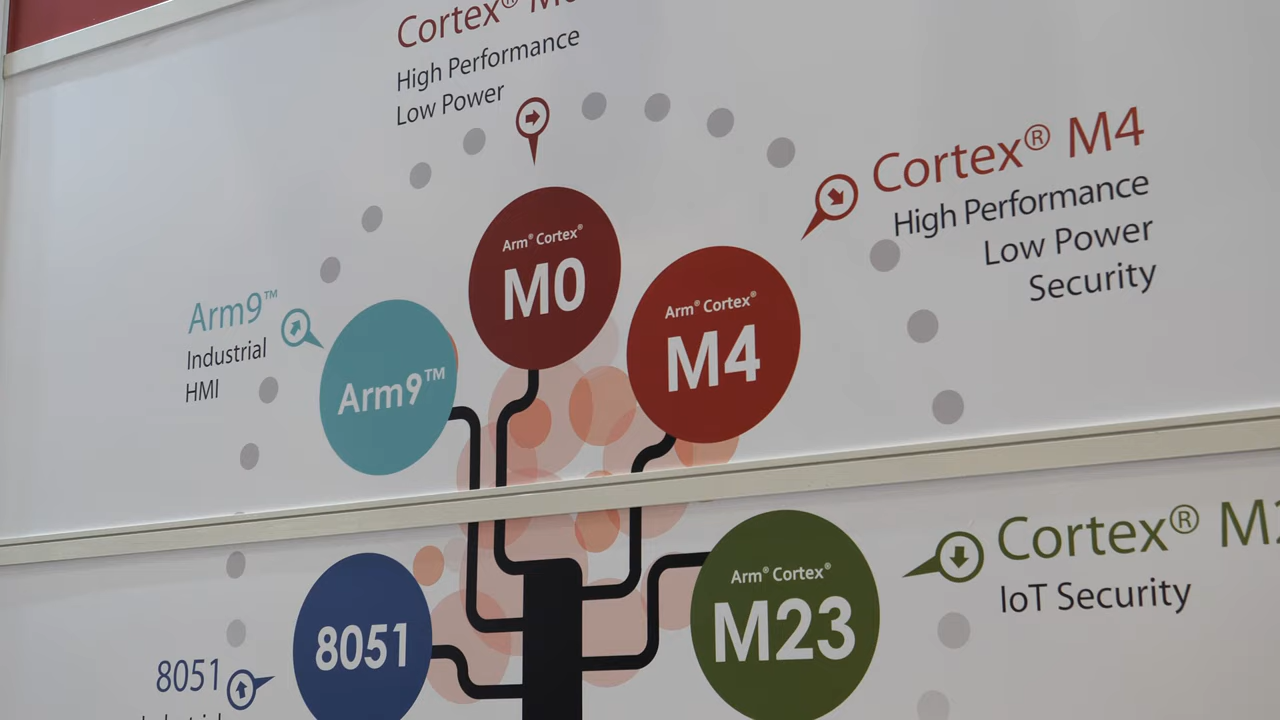 Cortex®
High Performance
Low Power
Cortex® M4
High Performance
Low Power
Security
Arm® Cortex®
M0
Arm® Cortex®
M4
Arm9™
Industrial
HMI
Arm9™
Cortex®
IoT Security
Arm® Cortex®
M23
8051
8051